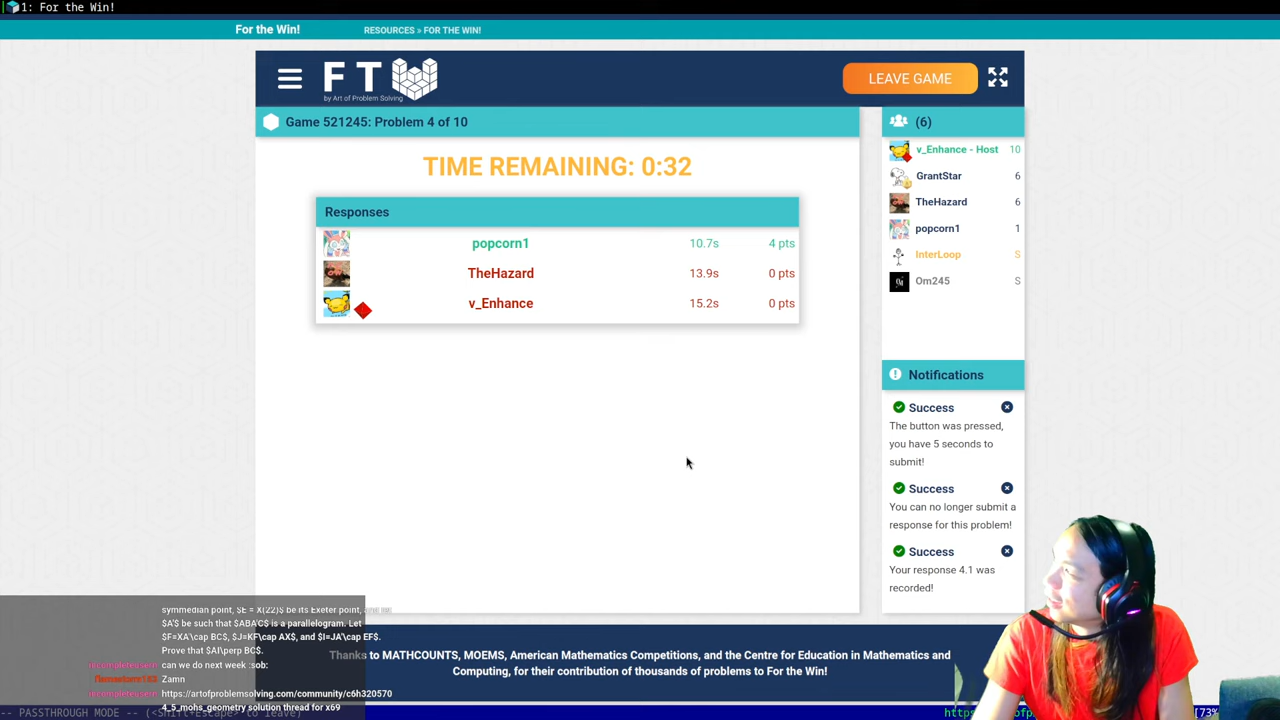 1: For the Win!
For the Win!
RESOURCES » FOR THE WIN!
FTW
by Art of Problem Solving
LEAVE GAME
Game 521245: Problem 4 of 10
(6)
TIME REMAINING: 0:32
v_Enhance - Host 10
GrantStar 6
TheHazard 6
popcorn1 1
InterLoop S
Om245 S
Responses
popcorn1 10.7s 4 pts
TheHazard 13.9s 0 pts
v_Enhance 15.2s 0 pts
Notifications
Success
The button was pressed,
you have 5 seconds to
submit!
Success
You can no longer submit a
response for this problem!
Success
Your response 4.1 was
recorded!
symmedian point, $E = X(22)$ be its Exeter point,
$A'$ be such that $ABA'C$ is a parallelogram. Let
$F=XA'\cap BC$, $J=KF\cap AX$, and $I=JA'\cap EF$.
Prove that $AI\perp BC$.
can we do next week :sob:
Zamn
https://artofproblemsolving.com/community/c6h320570
4_5_mohs_geometry solution thread for x69
Thanks to MATHCOUNTS, MOEMS, American Mathematics Competitions, and the Centre for Education in Mathematics and
Computing, for their contribution of thousands of problems to For the Win!
-- PASSTHROUGH MODE -- (<Shift+Escape> to leave)
[73%